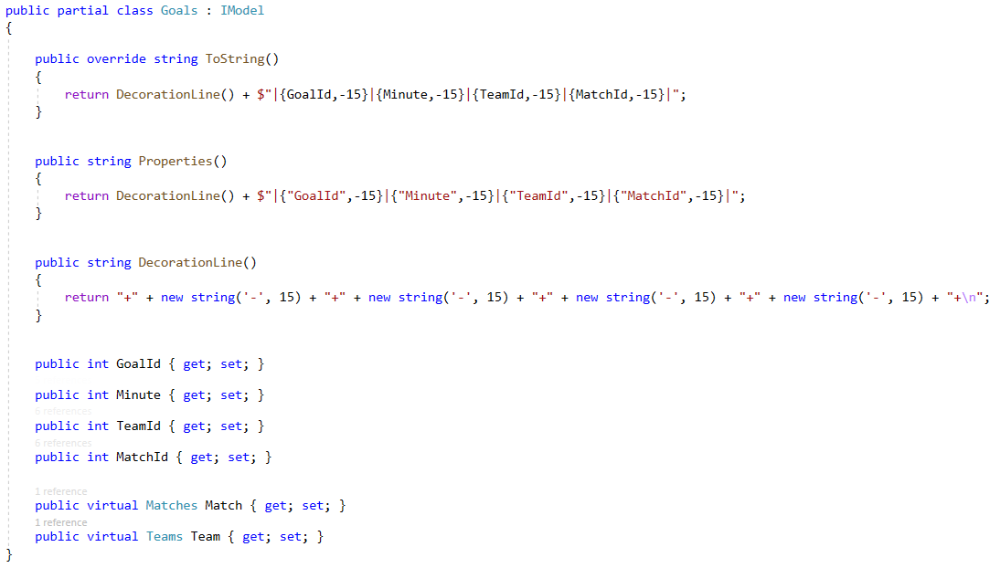 public partial class Goals : IModel
{
public override string ToString()
{
return DecorationLine() + $"|{GoalId,-15}|{Minute,-15}|{TeamId,-15}|{MatchId,-15}|";
}
public string Properties()
{
return DecorationLine() + $"|{"GoalId",-15}|{"Minute",-15}|{"TeamId",-15}|{"MatchId",-15}|";
}
public string DecorationLine()
{
return "+" + new string('-', 15) + "+" + new string('-', 15) + "+" + new string('-', 15) + "+" + new string('-', 15) + "+\n";
}
public int GoalId { get; set; }
public int Minute { get; set; }
6 references
public int TeamId { get; set; }
6 references
public int MatchId { get; set; }
1 reference
public virtual Matches Match { get; set; }
1 reference
public virtual Teams Team { get; set; }
}